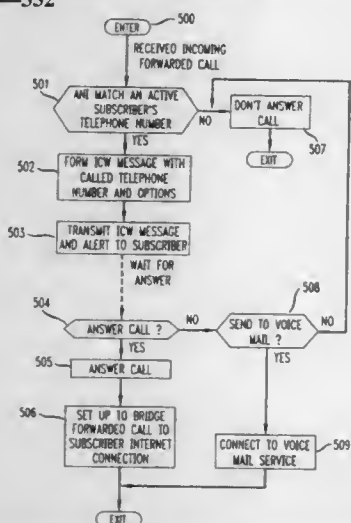 332
ENTER
500
RECEIVED INCOMING
FORWARDED CALL
501
ANI MATCH AN ACTIVE
SUBSCRIBER'S
TELEPHONE NUMBER
NO
DON'T ANSWER
CALL
507
YES
EXIT
502
FORM ICW MESSAGE WITH
CALLED TELEPHONE
NUMBER AND OPTIONS
503
TRANSMIT ICW MESSAGE
AND ALERT TO SUBSCRIBER
WAIT FOR
ANSWER
504
ANSWER CALL ?
NO
508
SEND TO VOICE
MAIL ?
NO
YES
YES
505
ANSWER CALL
506
SET UP TO BRIDGE
FORWARDED CALL TO
SUBSCRIBER INTERNET
CONNECTION
CONNECT TO VOICE
MAIL SERVICE
509
EXIT